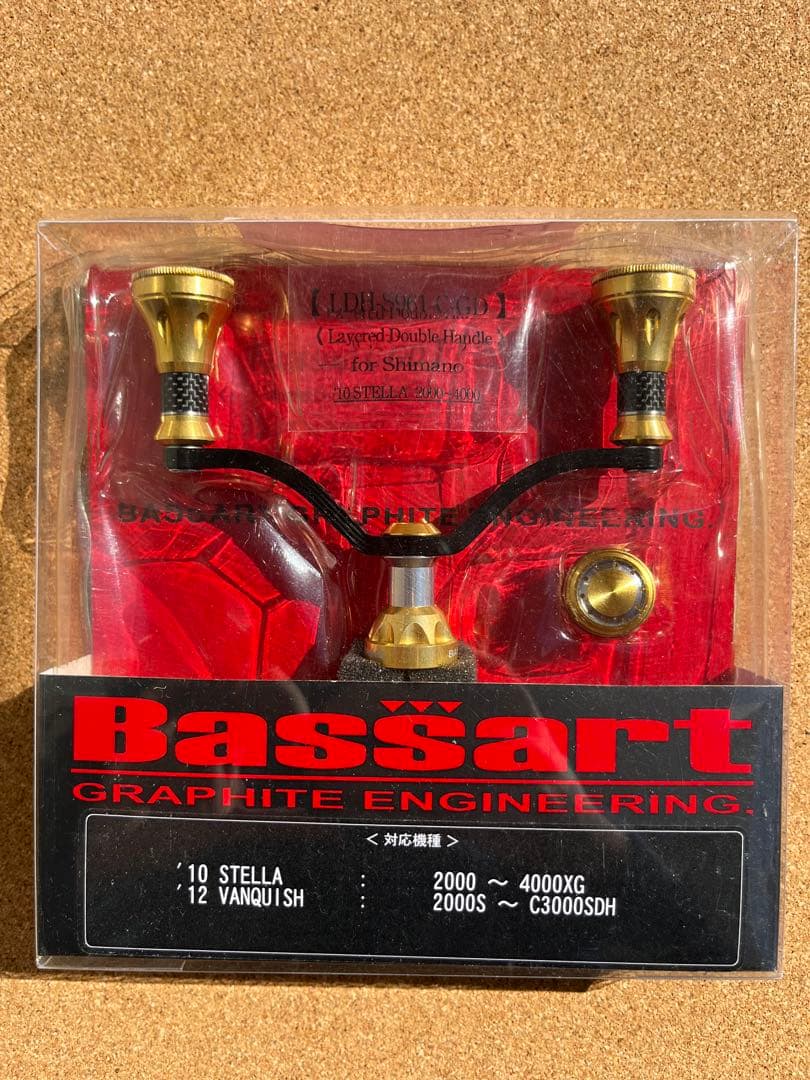 【 LDH-S961-C-GD 】
《Layered Double Handle》
for Shimano
'10 STELLA 2000~4000
BASSART GRAPHITE ENGINEERING.
Bassart
GRAPHITE ENGINEERING.
< 対応機種 >
'10 STELLA : 2000 ～ 4000XG
'12 VANQUISH : 2000S ～ C3000SDH